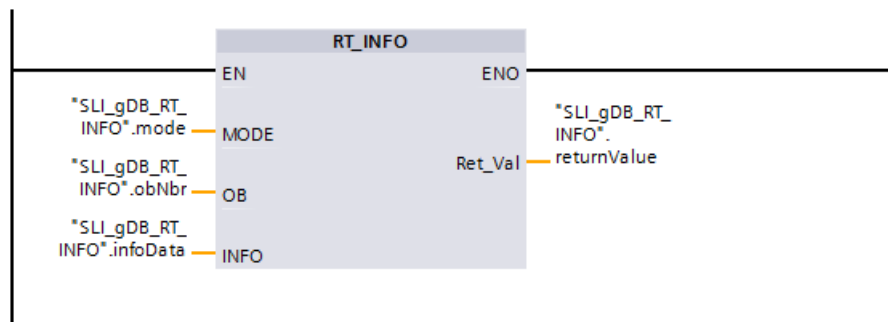 RT_INFO
EN
ENO
"SLI_gDB_RT_
INFO".mode
MODE
"SLI_gDB_RT_
INFO".
returnValue
Ret_Val
"SLI_gDB_RT_
INFO".obNbr
OB
"SLI_gDB_RT_
INFO".infoData
INFO